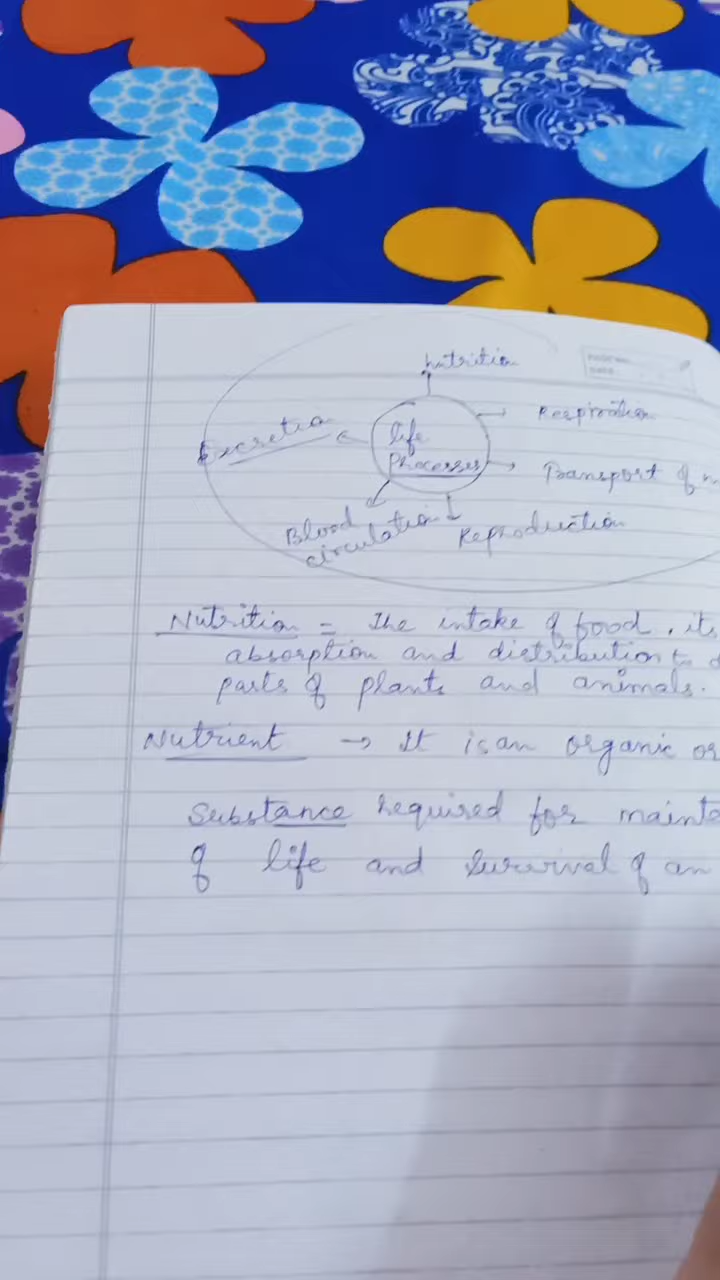 nutrition
Respiration
Excretion
life
Processes
Transport of
Blood
circulation
Reproduction
Nutrition = The intake of food, its
absorption and distribution to
parts of plants and animals.
Nutrient → It is an organic or
Substance required for
of life and survival of an